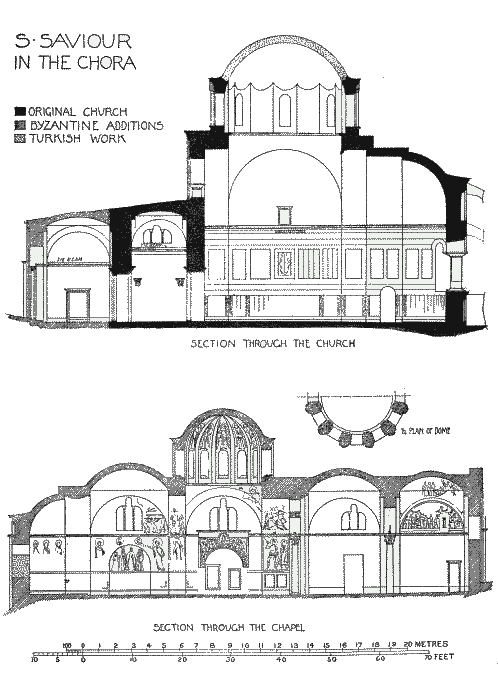 S·SAVIOUR
IN THE CHORA
ORIGINAL CHURCH
BYZANTINE ADDITIONS
TURKISH WORK
TIE BEAM
SECTION THROUGH THE CHURCH
½ PLAN OF DOME
SECTION THROUGH THE CHAPEL
0 1 2 3 4 5 6 7 8 9 10 11 12 13 14 15 16 17 18 19 20 METRES
10 5 0 10 20 30 40 50 60 70 FEET